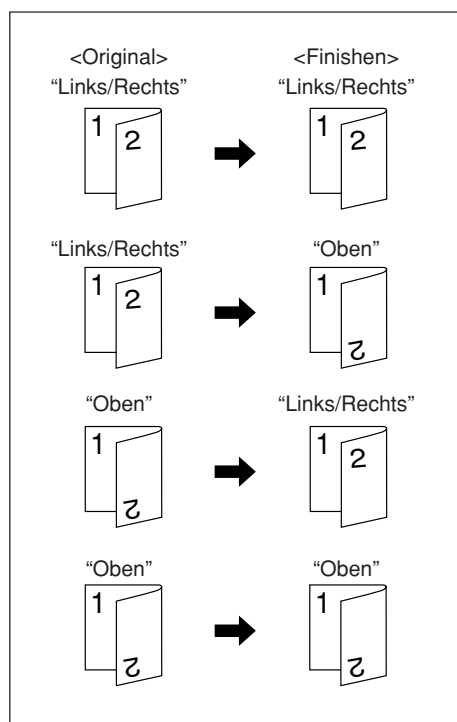 <Original> <Finishen>
“Links/Rechts” “Links/Rechts”
1 2 1 2
“Links/Rechts” “Oben”
1 2 1 2
“Oben” “Links/Rechts”
1 2 1 2
“Oben” “Oben”
1 2 1 2